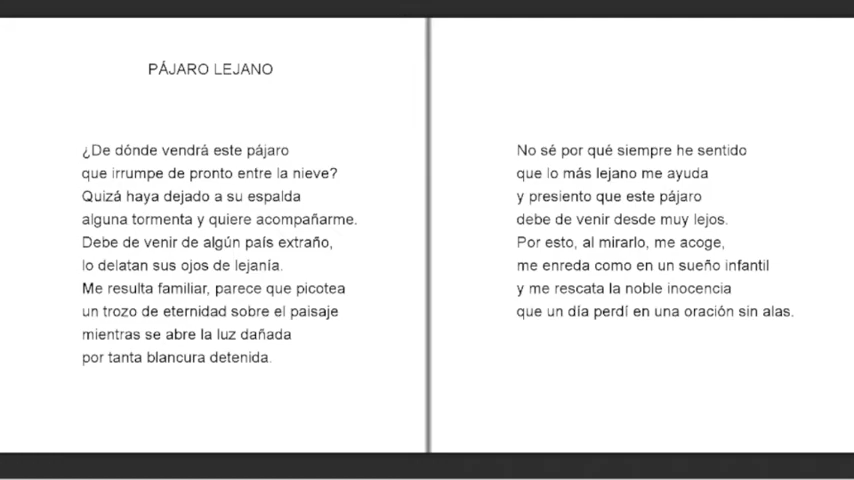 PÁJARO LEJANO
¿De dónde vendrá este pájaro
que irrumpe de pronto entre la nieve?
Quizá haya dejado a su espalda
alguna tormenta y quiere acompañarme.
Debe de venir de algún país extraño,
lo delatan sus ojos de lejanía.
Me resulta familiar, parece que picotea
un trozo de eternidad sobre el paisaje
mientras se abre la luz dañada
por tanta blancura detenida.
No sé por qué siempre he sentido
que lo más lejano me ayuda
y presiento que este pájaro
debe de venir desde muy lejos.
Por esto, al mirarlo, me acoge,
me enreda como en un sueño infantil
y me rescata la noble inocencia
que un día perdí en una oración sin alas.